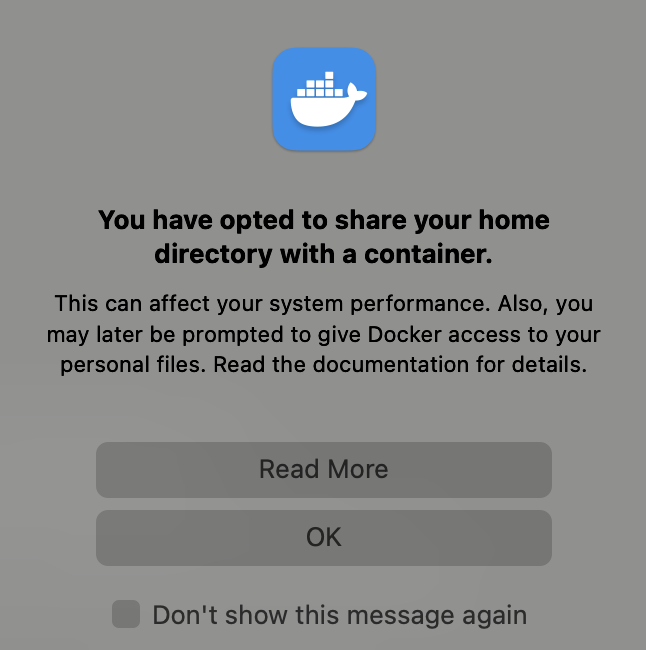 You have opted to share your home
directory with a container.
This can affect your system performance. Also, you
may later be prompted to give Docker access to your
personal files. Read the documentation for details.
Read More
OK
Don't show this message again